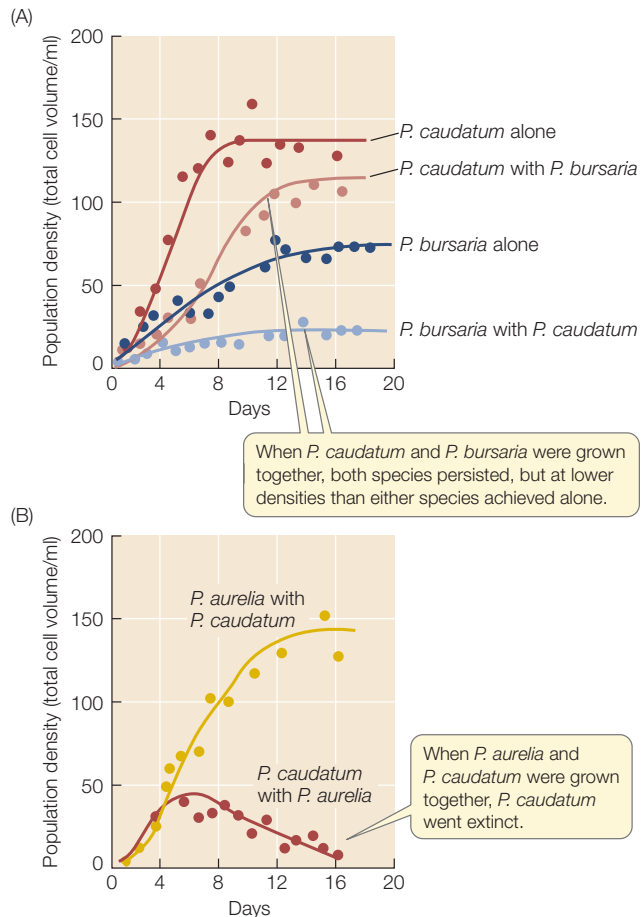 (A)
200
150
100
50
0
Population density (total cell volume/ml)
4
8
12
16
20
Days
P. caudatum alone
P. caudatum with P. bursaria
P. bursaria alone
P. bursaria with P. caudatum
When P. caudatum and P. bursaria were grown
together, both species persisted, but at lower
densities than either species achieved alone.
(B)
200
150
100
50
0
Population density (total cell volume/ml)
0
4
8
12
16
20
Days
P. aurelia with
P. caudatum
P. caudatum
with P. aurelia
When P. aurelia and
P. caudatum were grown
together, P. caudatum
went extinct.